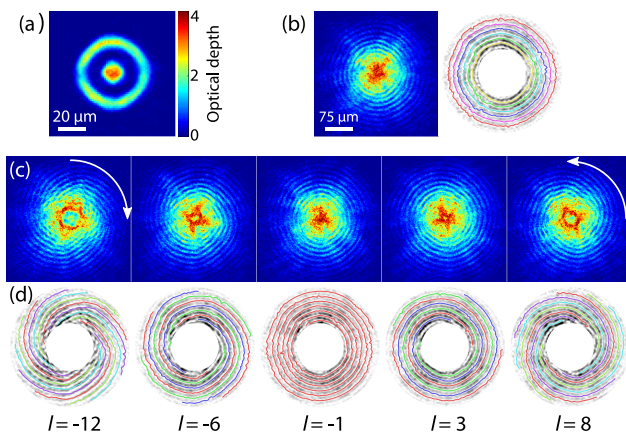 (a)
4
2
0
Optical depth
20 µm
(b)
75 µm
(c)
(d)
l = -12 l = -6 l = -1 l = 3 l = 8